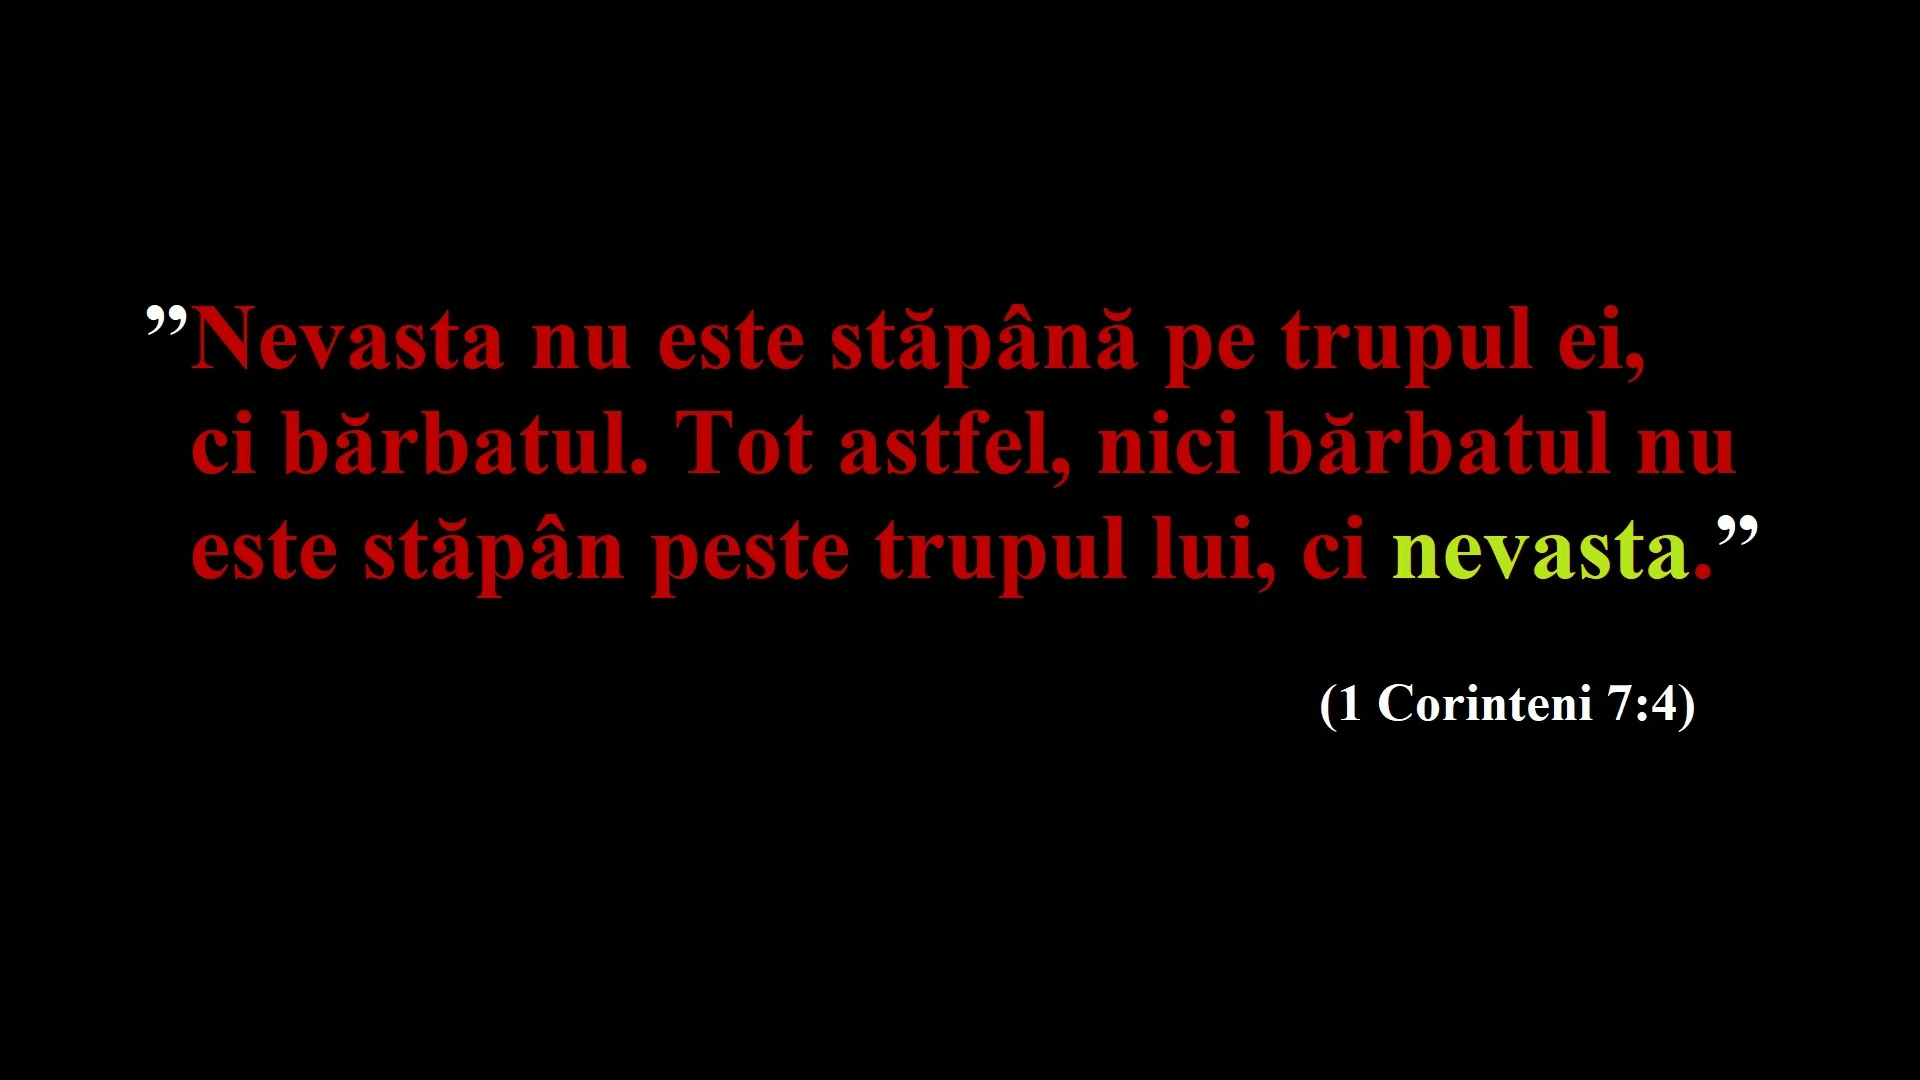 ”Nevasta nu este stăpână pe trupul ei,
ci bărbatul. Tot astfel, nici bărbatul nu
este stăpân peste trupul lui, ci nevasta.”
(1 Corinteni 7:4)